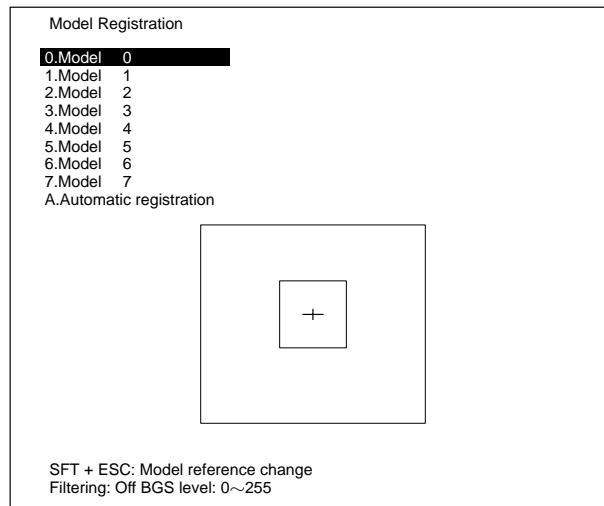 Model Registration
0.Model 0
1.Model 1
2.Model 2
3.Model 3
4.Model 4
5.Model 5
6.Model 6
7.Model 7
A.Automatic registration
SFT + ESC: Model reference change
Filtering: Off BGS level: 0～255